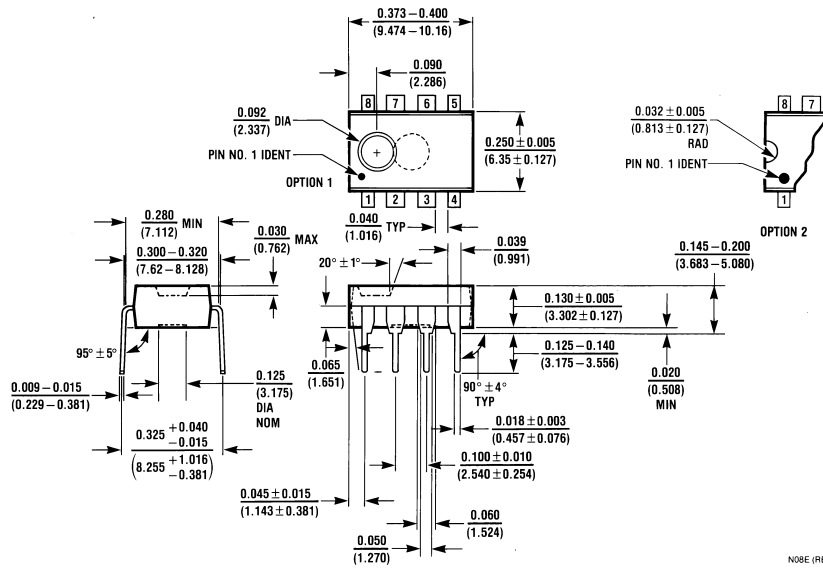 0.373 – 0.400
(9.474 – 10.16)
0.090
(2.286)
8 7 6 5
0.092
(2.337) DIA
PIN NO. 1 IDENT
OPTION 1
0.250 ± 0.005
(6.35 ± 0.127)
1 2 3 4
0.032 ± 0.005
(0.813 ± 0.127)
RAD
PIN NO. 1 IDENT
8 7
1
OPTION 2
0.280
(7.112) MIN
0.300 – 0.320
(7.62 – 8.128)
0.030
(0.762) MAX
0.040
(1.016) TYP
0.039
(0.991)
20° ± 1°
0.145 – 0.200
(3.683 – 5.080)
0.130 ± 0.005
(3.302 ± 0.127)
0.125 – 0.140
(3.175 – 3.556)
0.020
(0.508)
MIN
95° ± 5°
0.009 – 0.015
(0.229 – 0.381)
0.125
(3.175)
DIA
NOM
0.065
(1.651)
90° ± 4°
TYP
0.018 ± 0.003
(0.457 ± 0.076)
0.325 +0.040
−0.015
(8.255 +1.016
−0.381)
0.100 ± 0.010
(2.540 ± 0.254)
0.045 ± 0.015
(1.143 ± 0.381)
0.060
(1.524)
0.050
(1.270)
N08E